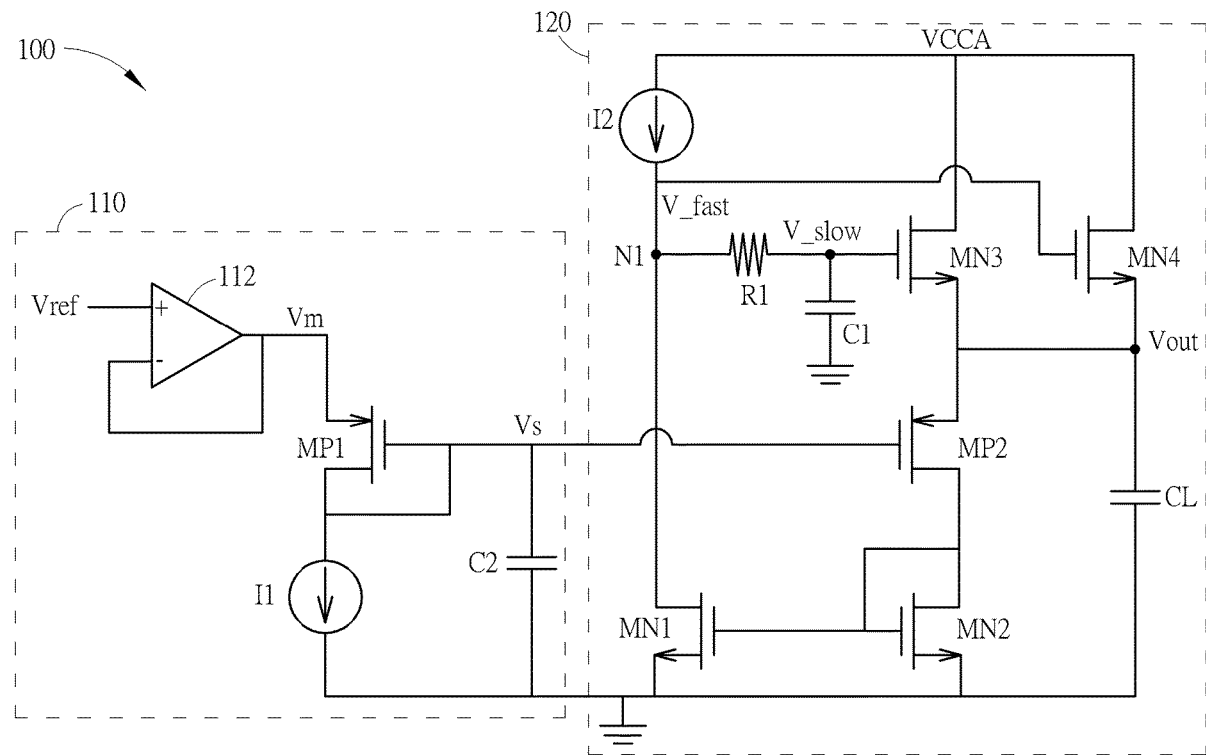 100
120
VCCA
I2
110
V_fast
V_slow
N1
MN3
MN4
112
R1
Vref
+
Vm
C1
Vout
-
MP1
Vs
MP2
CL
C2
I1
MN1
MN2